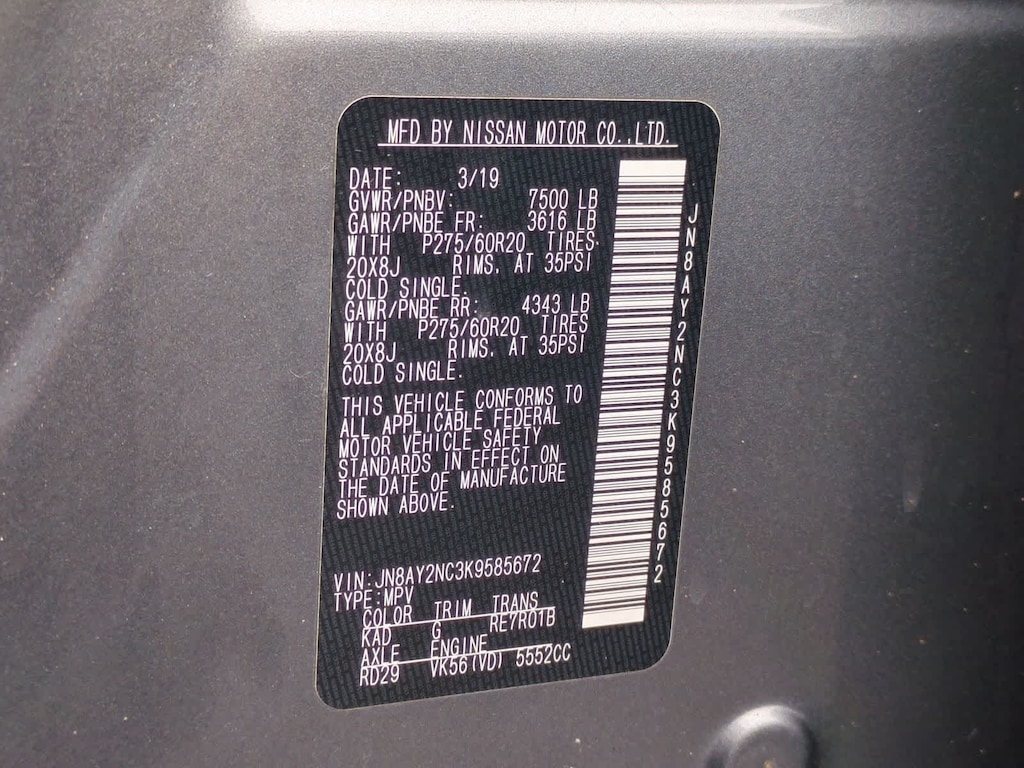 MFD BY NISSAN MOTOR CO.,LTD.
DATE: 3/19
GVWR/PNBV: 7500 LB
GAWR/PNBE FR: 3616 LB
WITH P275/60R20 TIRES
20X8J RIMS. AT 35PSI
COLD SINGLE.
GAWR/PNBE RR: 4343 LB
WITH P275/60R20 TIRES
20X8J RIMS. AT 35PSI
COLD SINGLE.
THIS VEHICLE CONFORMS TO
ALL APPLICABLE FEDERAL
MOTOR VEHICLE SAFETY
STANDARDS IN EFFECT ON
THE DATE OF MANUFACTURE
SHOWN ABOVE.
VIN:JN8AY2NC3K9585672
TYPE:MPV
COLOR TRIM TRANS
KAD G RE7R01B
AXLE ENGINE
RD29 VK56(VD) 5552CC
JN8AY2NC3K9585672